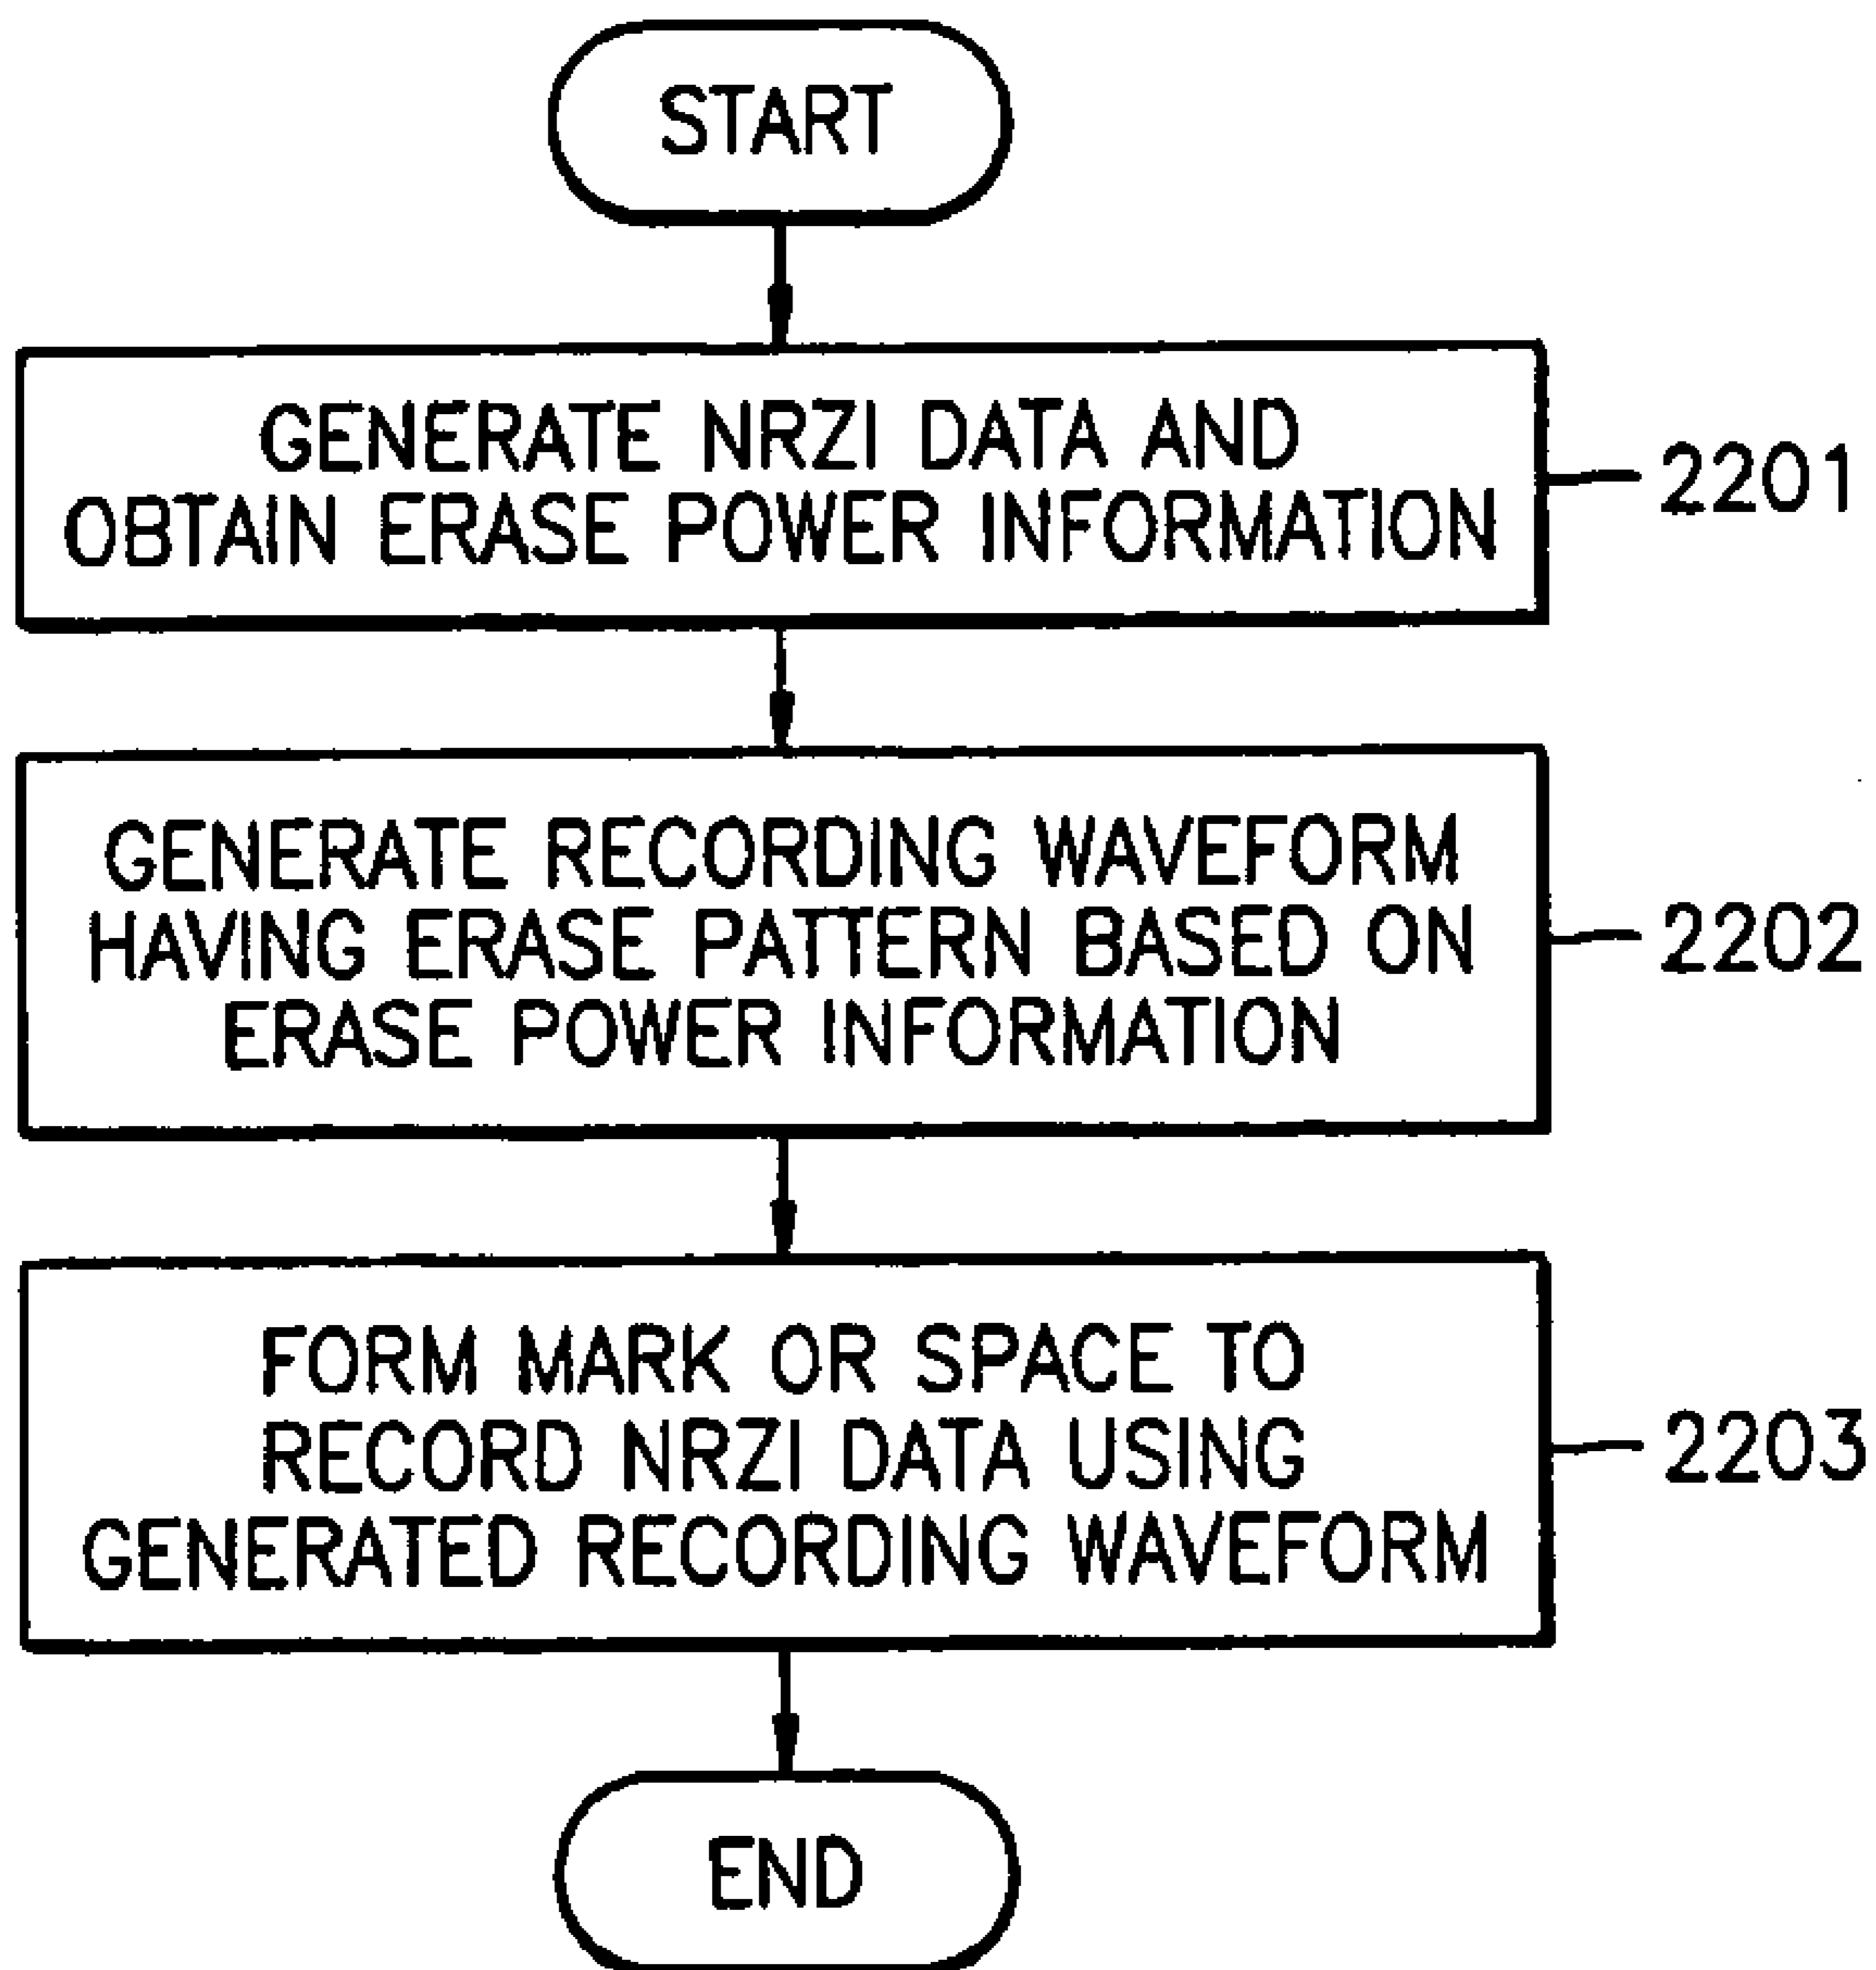 START
GENERATE NRZI DATA AND
OBTAIN ERASE POWER INFORMATION
2201
GENERATE RECORDING WAVEFORM
HAVING ERASE PATTERN BASED ON
ERASE POWER INFORMATION
2202
FORM MARK OR SPACE TO
RECORD NRZI DATA USING
GENERATED RECORDING WAVEFORM
2203
END